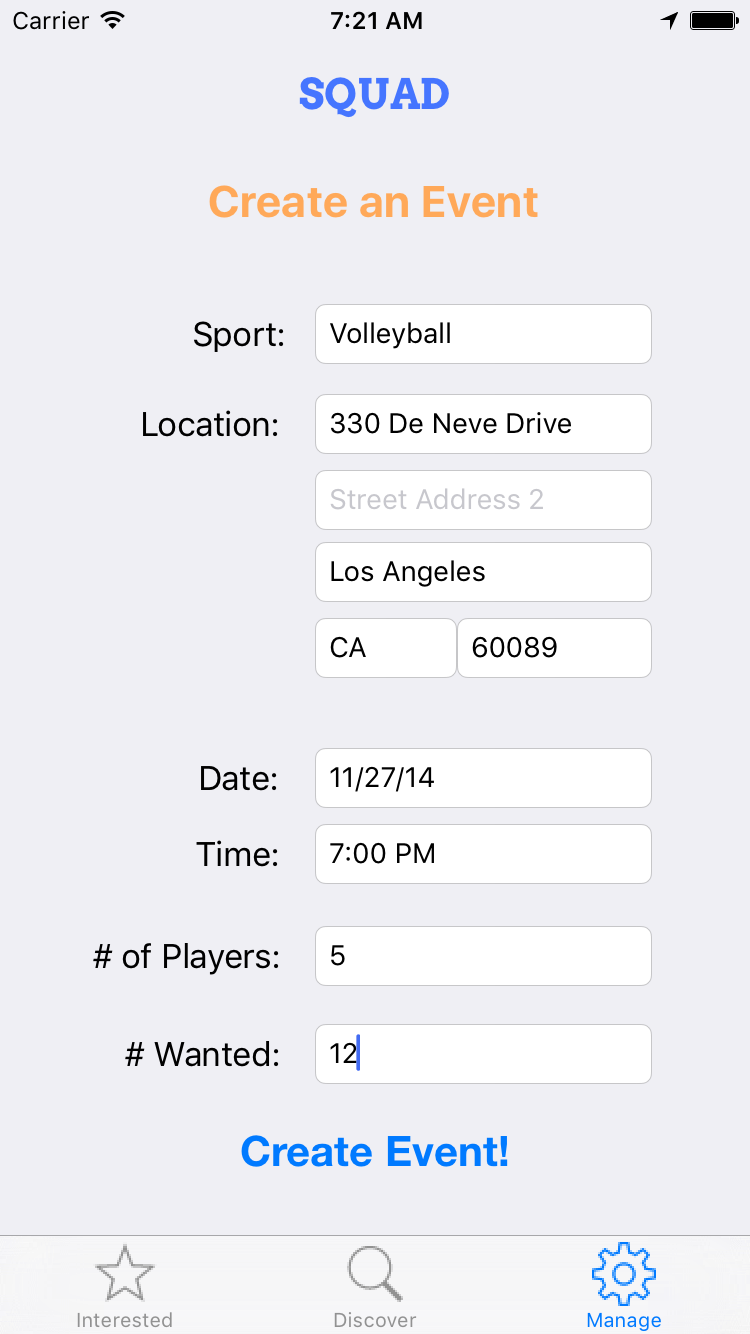 Carrier 7:21 AM
SQUAD
Create an Event
Sport: Volleyball
Location: 330 De Neve Drive
Street Address 2
Los Angeles
CA 60089
Date: 11/27/14
Time: 7:00 PM
# of Players: 5
# Wanted: 12
Create Event!
Interested Discover Manage